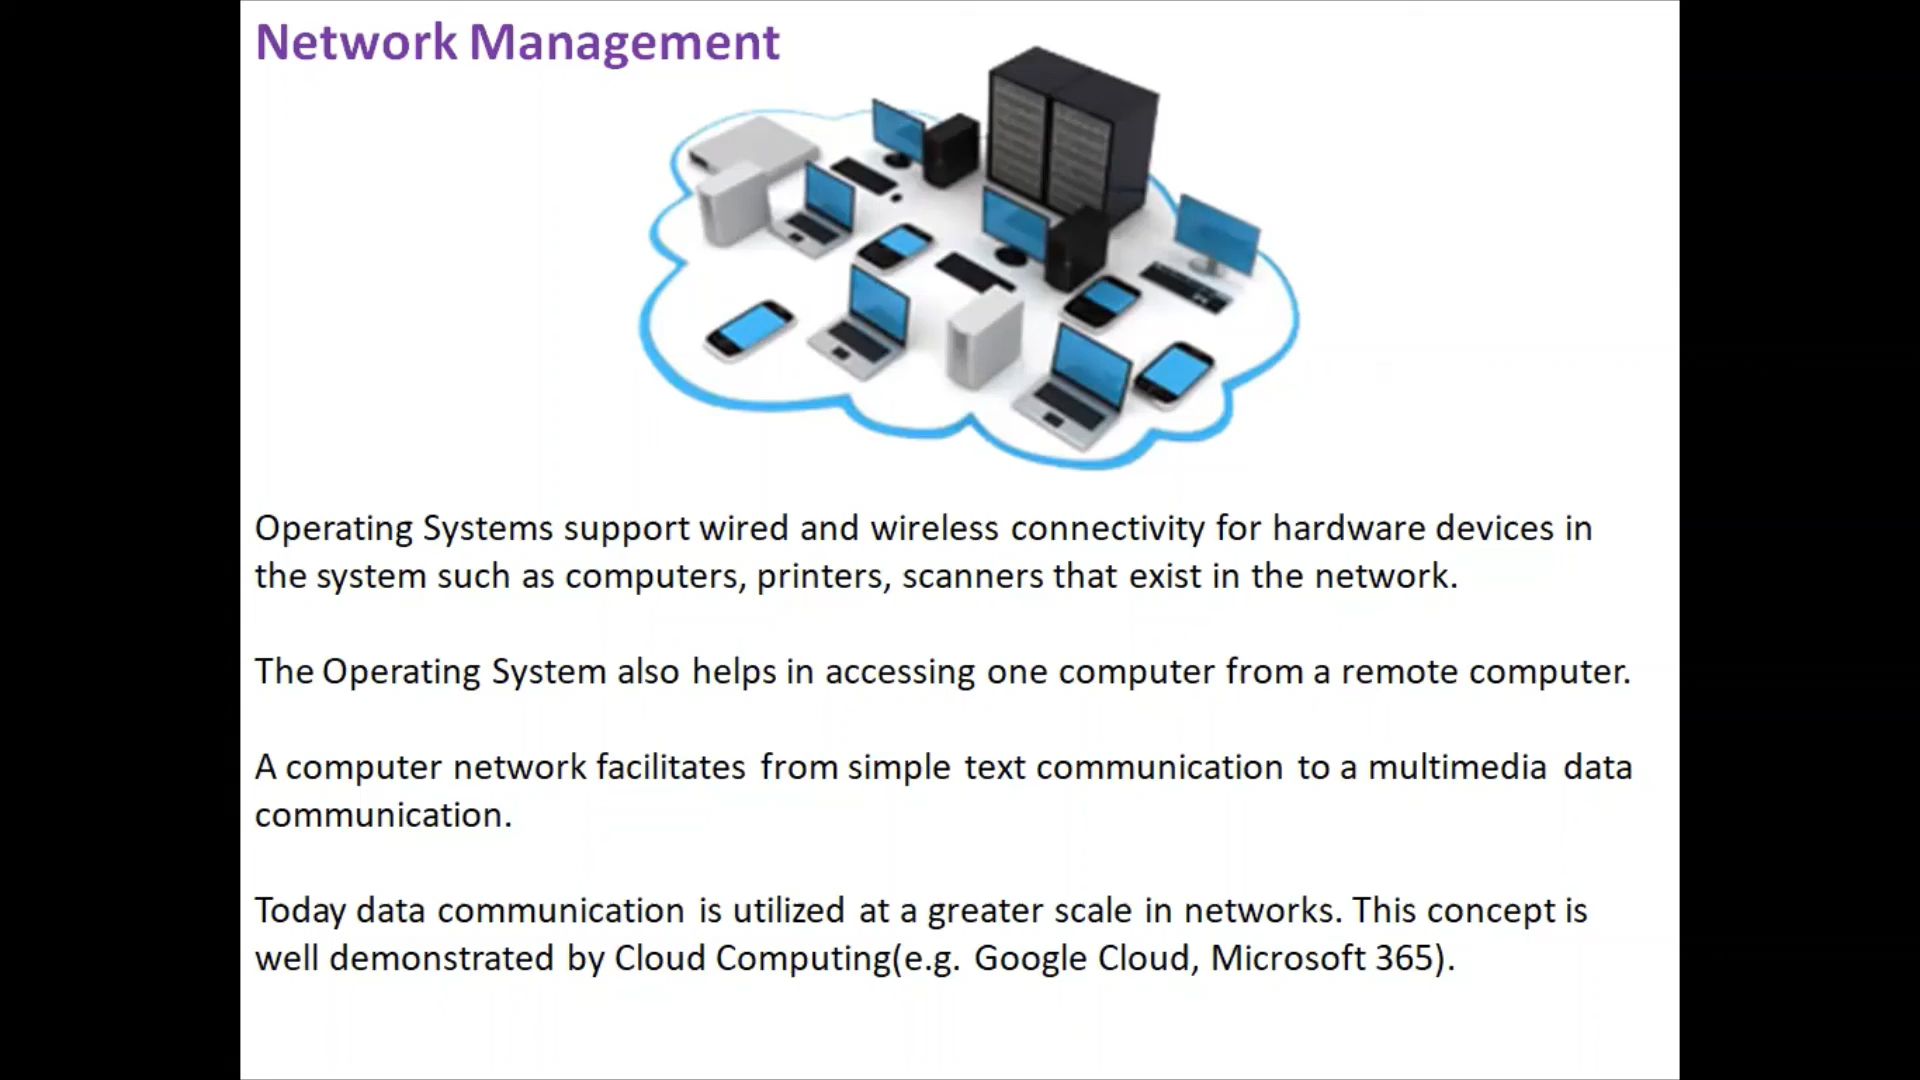 Network Management
Operating Systems support wired and wireless connectivity for hardware devices in
the system such as computers, printers, scanners that exist in the network.
The Operating System also helps in accessing one computer from a remote computer.
A computer network facilitates from simple text communication to a multimedia data
communication.
Today data communication is utilized at a greater scale in networks. This concept is
well demonstrated by Cloud Computing(e.g. Google Cloud, Microsoft 365).